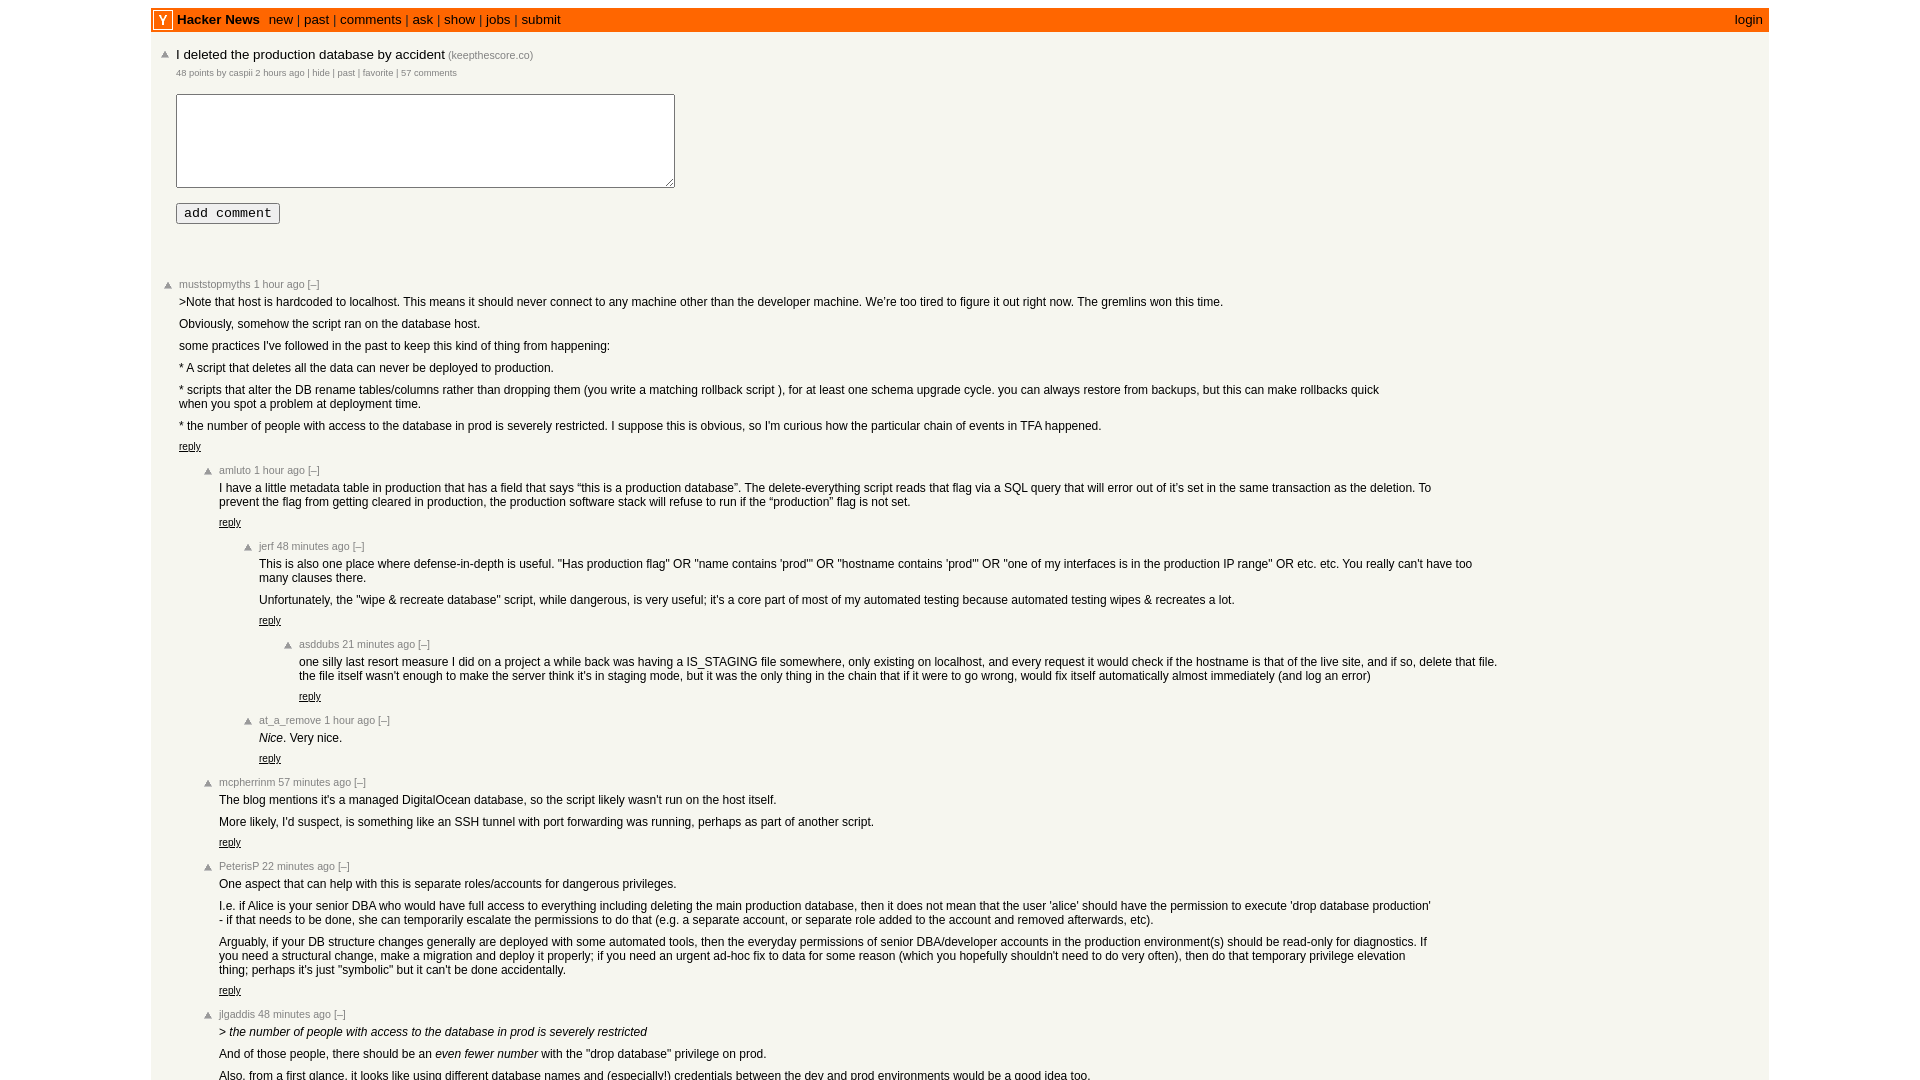 Y Hacker News new | past | comments | ask | show | jobs | submit login
I deleted the production database by accident (keepthescore.co)
48 points by caspii 2 hours ago | hide | past | favorite | 57 comments
add comment
muststopmyths 1 hour ago [–]
>Note that host is hardcoded to localhost. This means it should never connect to any machine other than the developer machine. We’re too tired to figure it out right now. The gremlins won this time.
Obviously, somehow the script ran on the database host.
some practices I've followed in the past to keep this kind of thing from happening:
* A script that deletes all the data can never be deployed to production.
* scripts that alter the DB rename tables/columns rather than dropping them (you write a matching rollback script ), for at least one schema upgrade cycle. you can always restore from backups, but this can make rollbacks quick
when you spot a problem at deployment time.
* the number of people with access to the database in prod is severely restricted. I suppose this is obvious, so I'm curious how the particular chain of events in TFA happened.
reply
amluto 1 hour ago [–]
I have a little metadata table in production that has a field that says “this is a production database”. The delete-everything script reads that flag via a SQL query that will error out of it’s set in the same transaction as the deletion. To
prevent the flag from getting cleared in production, the production software stack will refuse to run if the “production” flag is not set.
reply
jerf 48 minutes ago [–]
This is also one place where defense-in-depth is useful. "Has production flag" OR "name contains 'prod'" OR "hostname contains 'prod'" OR "one of my interfaces is in the production IP range" OR etc. etc. You really can't have too
many clauses there.
Unfortunately, the "wipe & recreate database" script, while dangerous, is very useful; it's a core part of most of my automated testing because automated testing wipes & recreates a lot.
reply
asddubs 21 minutes ago [–]
one silly last resort measure I did on a project a while back was having a IS_STAGING file somewhere, only existing on localhost, and every request it would check if the hostname is that of the live site, and if so, delete that file.
the file itself wasn't enough to make the server think it's in staging mode, but it was the only thing in the chain that if it were to go wrong, would fix itself automatically almost immediately (and log an error)
reply
at_a_remove 1 hour ago [–]
Nice. Very nice.
reply
mcpherrinm 57 minutes ago [–]
The blog mentions it's a managed DigitalOcean database, so the script likely wasn't run on the host itself.
More likely, I'd suspect, is something like an SSH tunnel with port forwarding was running, perhaps as part of another script.
reply
PeterisP 22 minutes ago [–]
One aspect that can help with this is separate roles/accounts for dangerous privileges.
I.e. if Alice is your senior DBA who would have full access to everything including deleting the main production database, then it does not mean that the user 'alice' should have the permission to execute 'drop database production'
- if that needs to be done, she can temporarily escalate the permissions to do that (e.g. a separate account, or separate role added to the account and removed afterwards, etc).
Arguably, if your DB structure changes generally are deployed with some automated tools, then the everyday permissions of senior DBA/developer accounts in the production environment(s) should be read-only for diagnostics. If
you need a structural change, make a migration and deploy it properly; if you need an urgent ad-hoc fix to data for some reason (which you hopefully shouldn't need to do very often), then do that temporary privilege elevation
thing; perhaps it's just "symbolic" but it can't be done accidentally.
reply
jlgaddis 48 minutes ago [–]
> the number of people with access to the database in prod is severely restricted
And of those people, there should be an even fewer number with the "drop database" privilege on prod.
Also, from a first glance, it looks like using different database names and (especially!) credentials between the dev and prod environments would be a good idea too.